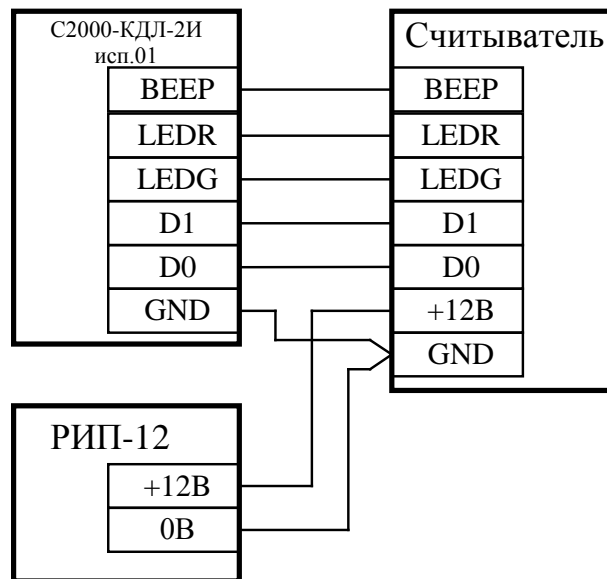 С2000-КДЛ-2И
исп.01
BEEP
LEDR
LEDG
D1
D0
GND
Считыватель
BEEP
LEDR
LEDG
D1
D0
+12В
GND
РИП-12
+12В
0В